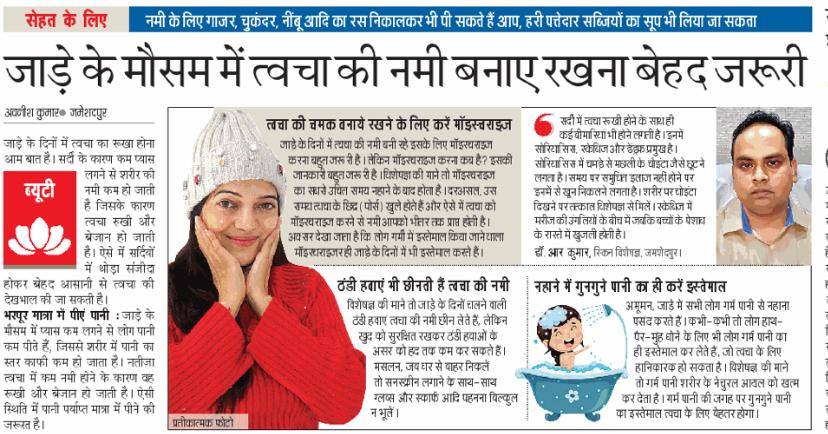 सेहत के लिए
नमी के लिए गाजर, चुकंदर, नींबू आदि का रस निकालकर भी पी सकते हैं आप, हरी पत्तेदार सब्जियों का सूप भी लिया जा सकता
जाड़े के मौसम में त्वचा की नमी बनाए रखना बेहद जरूरी
अवनीश कुमार● जमेशदपुर
जाड़े के दिनों में त्वचा का रूखा होना
आम बात है। सर्दी के कारण कम प्यास
लगने से शरीर की
नमी कम हो जाती
है जिसके कारण
त्वचा रुखी और
बेजान हो जाती
है। ऐसे में सर्दियों
में थोड़ा संजीदा
होकर बेहद आसानी से त्वचा की
देखभाल की जा सकती है।
ब्यूटी
भरपूर मात्रा में पीएं पानी : जाड़े के
मौसम में प्यास कम लगने से लोग पानी
कम पीते हैं, जिससे शरीर में पानी का
स्तर काफी कम हो जाता है। नतीजा
त्वचा में कम नमी होने के कारण वह
रूखी और बेजान हो जाती है। ऐसी
स्थिति में पानी पर्याप्त मात्रा में पीने की
जरूरत है।
त्वचा की चमक बनाये रखने के लिए करें मॉइस्चराइज
जाड़े के दिनों में त्वचा की नमी बनी रहे इसके लिए मॉइस्चराइज
करना बहुत जरूरी है। लेकिन मॉइस्चराइज करना कब है? इसकी
जानकारी बहुत जरूरी है। विशेषज्ञ की माने तो मॉइस्चराइज
का सबसे उचित समय नहाने के बाद होता है। दरअसल, उस
समय त्वचा के छिद्र (पोर्स) खुले होते हैं और ऐसे में त्वचा को
मॉइस्चराइज करने से नमी आपको भीतर तक प्राप्त होती है।
अक्सर देखा जाता है कि लोग गर्मी में इस्तेमाल किया जाने वाला
मॉइस्चराइजर ही जाड़े के दिनों में भी इस्तेमाल करते हैं।
सर्दी में त्वचा रूखी होने के साथ ही
कई बीमारियां भी होने लगती है। इनमें
सोरियासिस, स्केबिज और छेंहुक प्रमुख है।
सोरियासिस में चमड़े से मछली के चोइंटा जैसे छूटने
लगता है। समय पर समुचित इलाज नहीं होने पर
इनमें से खून निकलने लगता है। शरीर पर चोइंटा
दिखने पर तत्काल विशेषज्ञ से मिलें। स्केबिज में
मरीज की उंगलियों के बीच में जबकि बच्चों के पेशाब
के रास्ते में खुजली होती है।
डॉ. आर कुमार, स्किन विशेषज्ञ, जमशेदपुर।
ठंडी हवाएं भी छीनती हैं त्वचा की नमी
विशेषज्ञ की माने तो जाड़े के दिनों चलने वाली
ठंडी हवाएं त्वचा की नमी छीन लेते हैं, लेकिन
खुद को सुरक्षित रखकर ठंडी हवाओं के
असर को हद तक कम कर सकते हैं।
मसलन, जब घर से बाहर निकलें
तो सनस्क्रीन लगाने के साथ-साथ
ग्लव्स और स्कार्फ आदि पहनना बिल्कुल
न भूलें।
नहाने में गुनगुने पानी का ही करें इस्तेमाल
अमूमन, जाड़े में सभी लोग गर्म पानी से नहाना
पसंद करते हैं। कभी-कभी तो लोग हाथ-
पैर-मुंह धोने के लिए भी लोग गर्म पानी का
ही इस्तेमाल कर लेते हैं, जो त्वचा के लिए
हानिकारक हो सकता है। विशेषज्ञ की माने
तो गर्म पानी शरीर के नेचुरल आयल को खत्म
कर देता है। गर्म पानी की जगह पर गुनगुने पानी
का इस्तेमाल त्वचा के लिए बेहतर होगा।
प्रतीकात्मक फोटो